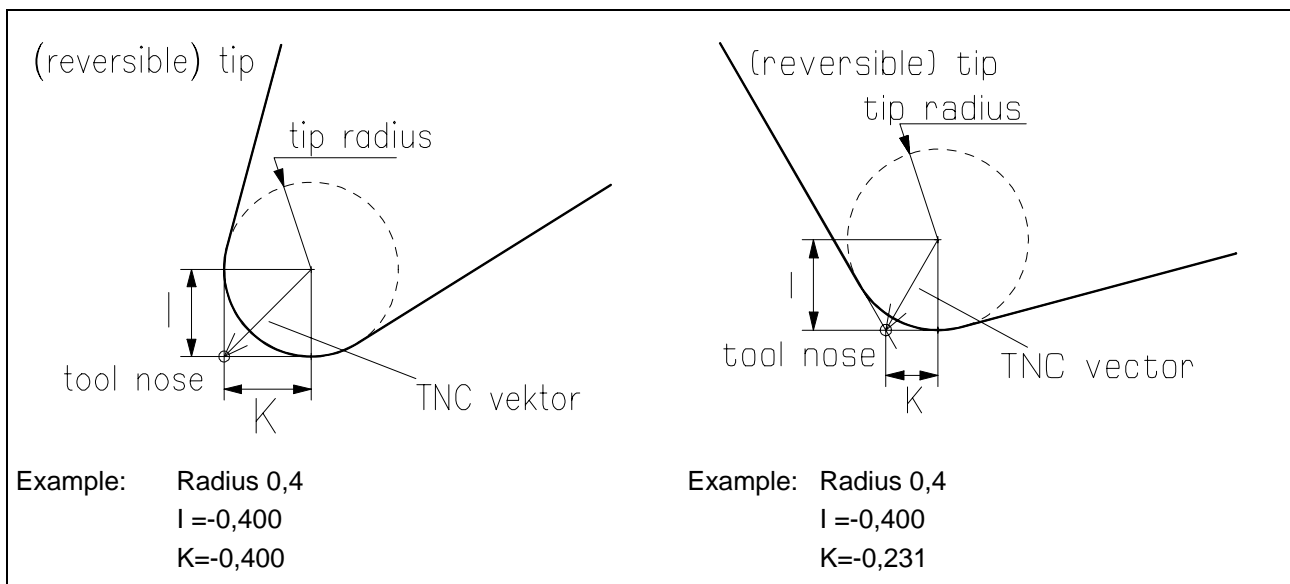 (reversible) tip
tip radius
I
tool nose
K
TNC vektor
Example: Radius 0,4
I =-0,400
K=-0,400
(reversible) tip
tip radius
I
tool nose
K
TNC vector
Example: Radius 0,4
I =-0,400
K=-0,231